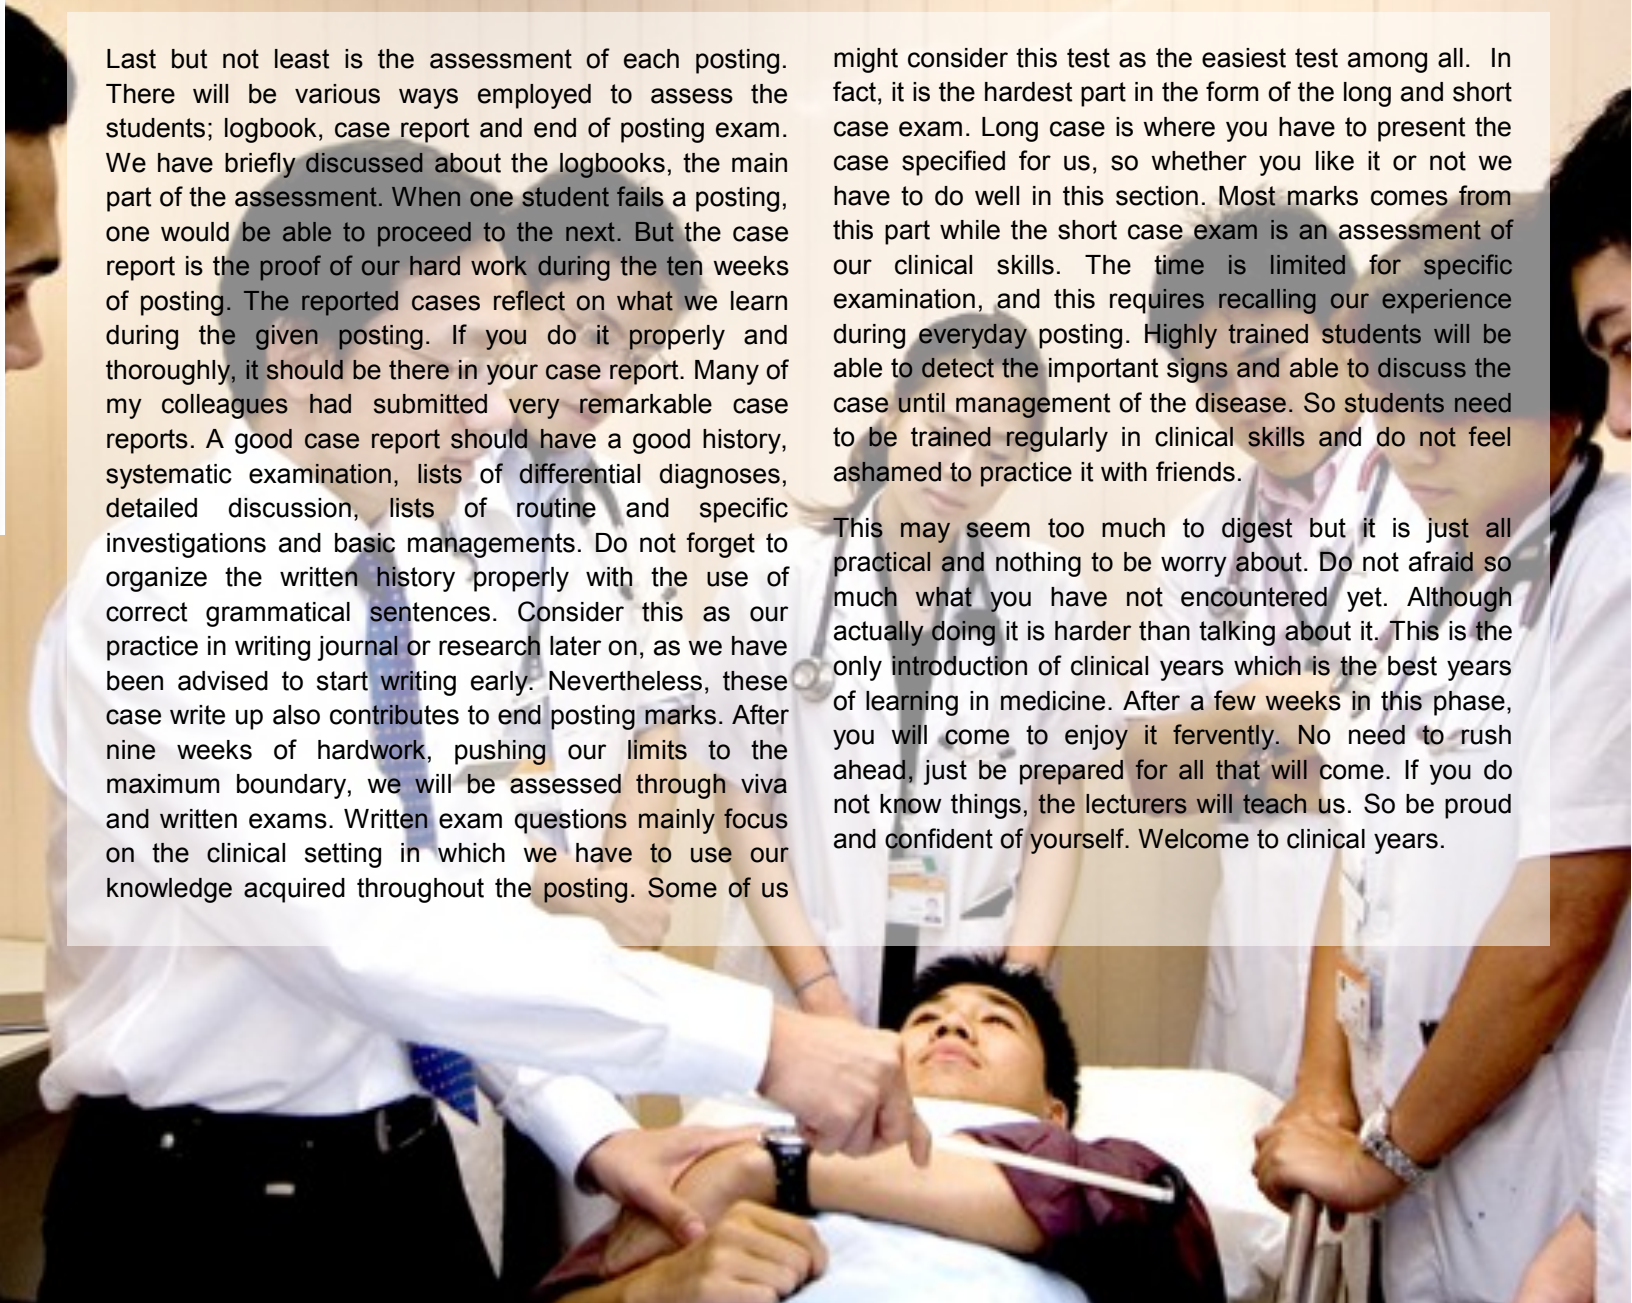 Last but not least is the assessment of each posting.
There will be various ways employed to assess the
students; logbook, case report and end of posting exam.
We have briefly discussed about the logbooks, the main
part of the assessment. When one student fails a posting,
one would be able to proceed to the next. But the case
report is the proof of our hard work during the ten weeks
of posting. The reported cases reflect on what we learn
during the given posting. If you do it properly and
thoroughly, it should be there in your case report. Many of
my colleagues had submitted very remarkable case
reports. A good case report should have a good history,
systematic examination, lists of differential diagnoses,
detailed discussion, lists of routine and specific
investigations and basic managements. Do not forget to
organize the written history properly with the use of
correct grammatical sentences. Consider this as our
practice in writing journal or research later on, as we have
been advised to start writing early. Nevertheless, these
case write up also contributes to end posting marks. After
nine weeks of hardwork, pushing our limits to the
maximum boundary, we will be assessed through viva
and written exams. Written exam questions mainly focus
on the clinical setting in which we have to use our
knowledge acquired throughout the posting. Some of us
might consider this test as the easiest test among all. In
fact, it is the hardest part in the form of the long and short
case exam. Long case is where you have to present the
case specified for us, so whether you like it or not we
have to do well in this section. Most marks comes from
this part while the short case exam is an assessment of
our clinical skills. The time is limited for specific
examination, and this requires recalling our experience
during everyday posting. Highly trained students will be
able to detect the important signs and able to discuss the
case until management of the disease. So students need
to be trained regularly in clinical skills and do not feel
ashamed to practice it with friends.
This may seem too much to digest but it is just all
practical and nothing to be worry about. Do not afraid so
much what you have not encountered yet. Although
actually doing it is harder than talking about it. This is the
only introduction of clinical years which is the best years
of learning in medicine. After a few weeks in this phase,
you will come to enjoy it fervently. No need to rush
ahead, just be prepared for all that will come. If you do
not know things, the lecturers will teach us. So be proud
and confident of yourself. Welcome to clinical years.